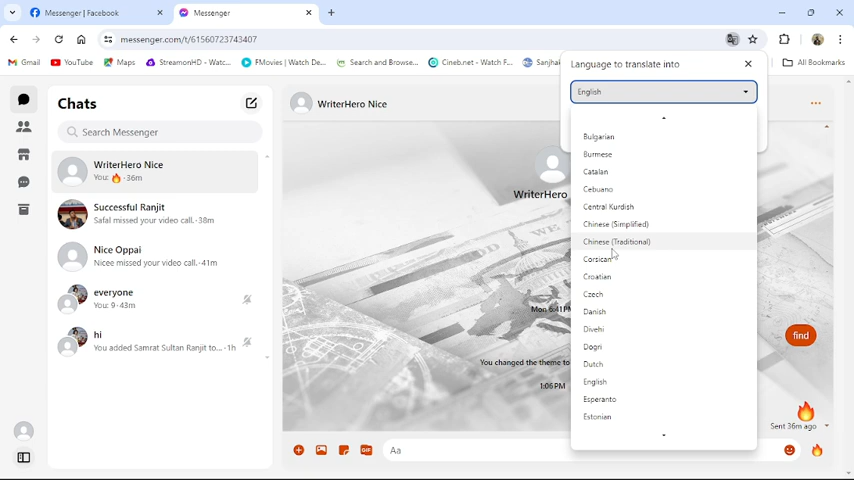 Messenger | Facebook
Messenger
messenger.com/t/61560723743407
Gmail
YouTube
Maps
StreamonHD - Watc...
FMovies | Watch De...
Search and Browse...
Cineb.net - Watch F...
Sanjhal
All Bookmarks
Chats
Search Messenger
WriterHero Nice
You: 🔥 · 36m
Successful Ranjit
Safal missed your video call. · 38m
Nice Oppai
Nicee missed your video call. · 41m
everyone
You: 9 · 43m
hi
You added Samrat Sultan Ranjit to... · 1h
WriterHero Nice
WriterHero
Mon 6:41PM
You changed the theme to
1:06PM
find
Sent 36m ago
GIF
Aa
Language to translate into
English
Bulgarian
Burmese
Catalan
Cebuano
Central Kurdish
Chinese (Simplified)
Chinese (Traditional)
Corsican
Croatian
Czech
Danish
Divehi
Dogri
Dutch
English
Esperanto
Estonian